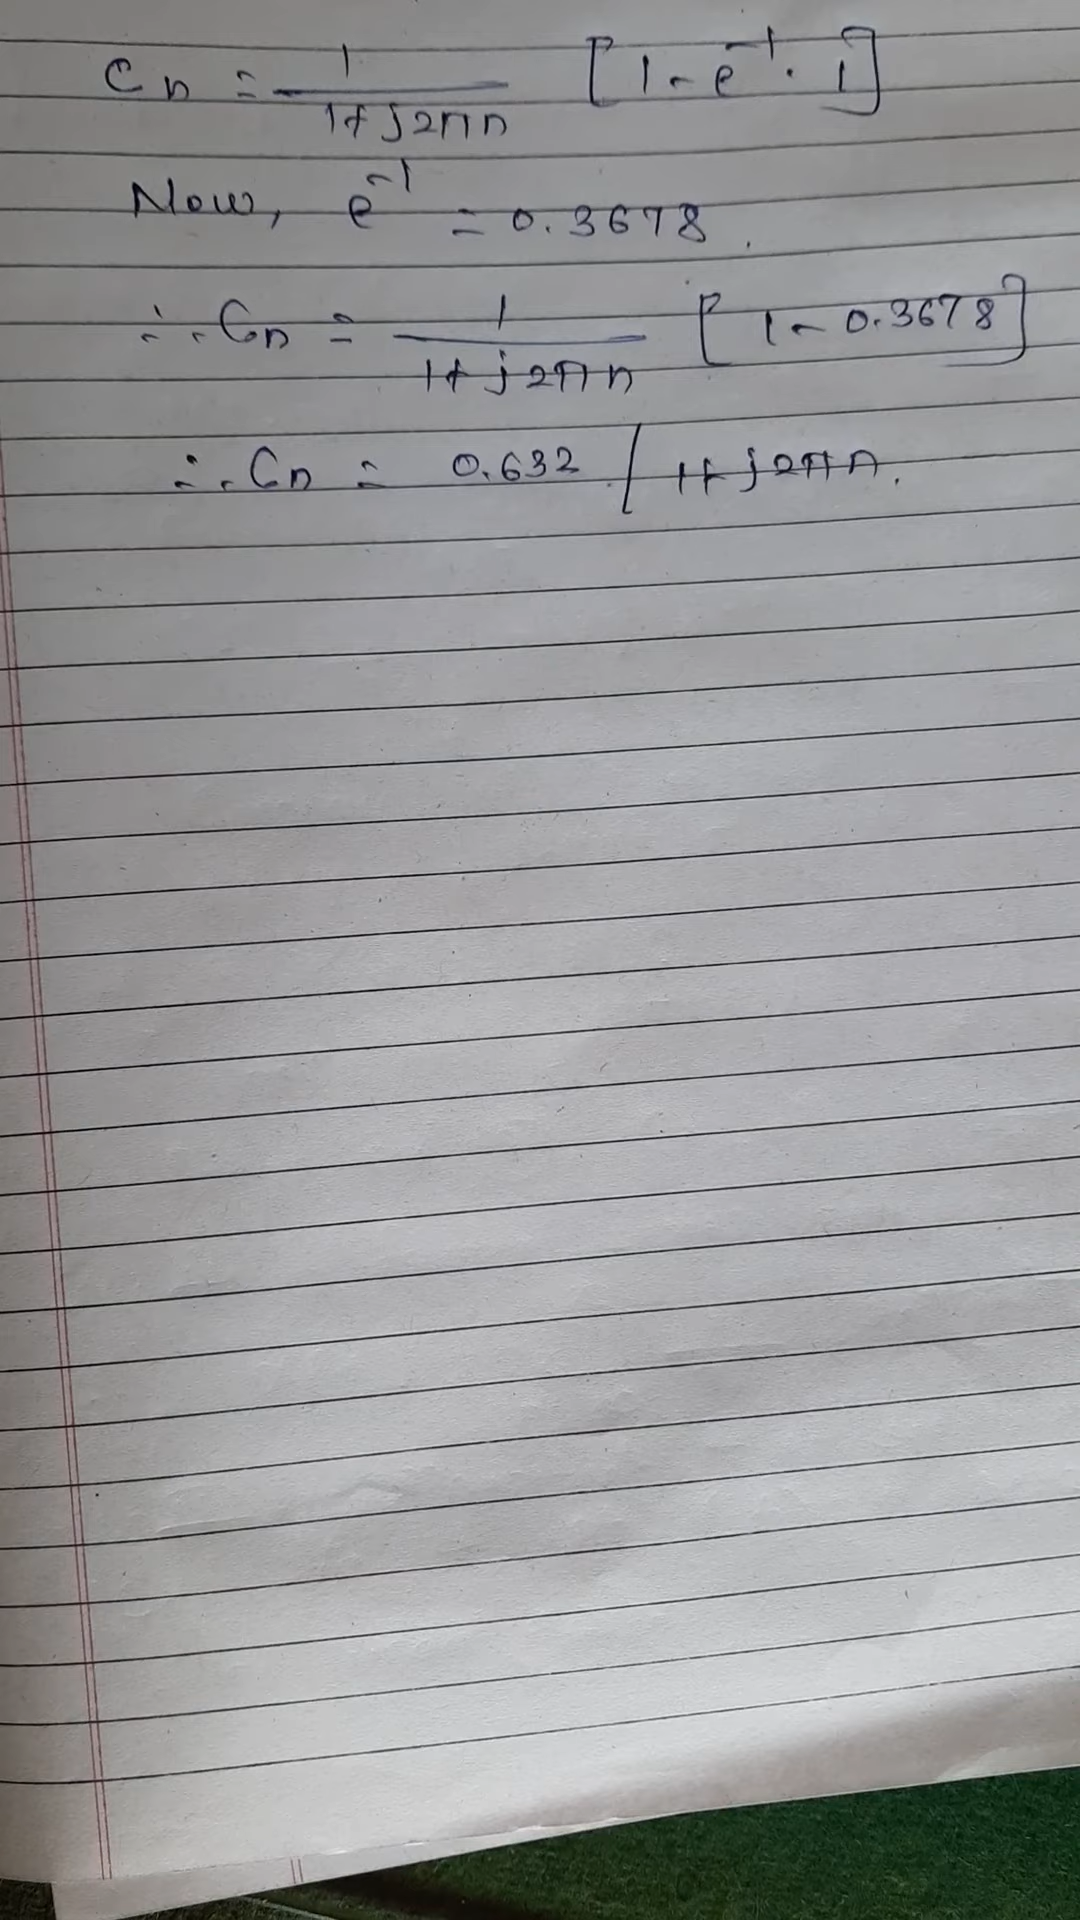 Cn = 1 / 1+j2πn [1-e^-1 . 1]
Now, e^-1 = 0.3678.
∴ Cn = 1 / 1+j2πn [1-0.3678]
∴ Cn = 0.632 / 1+j2πn.